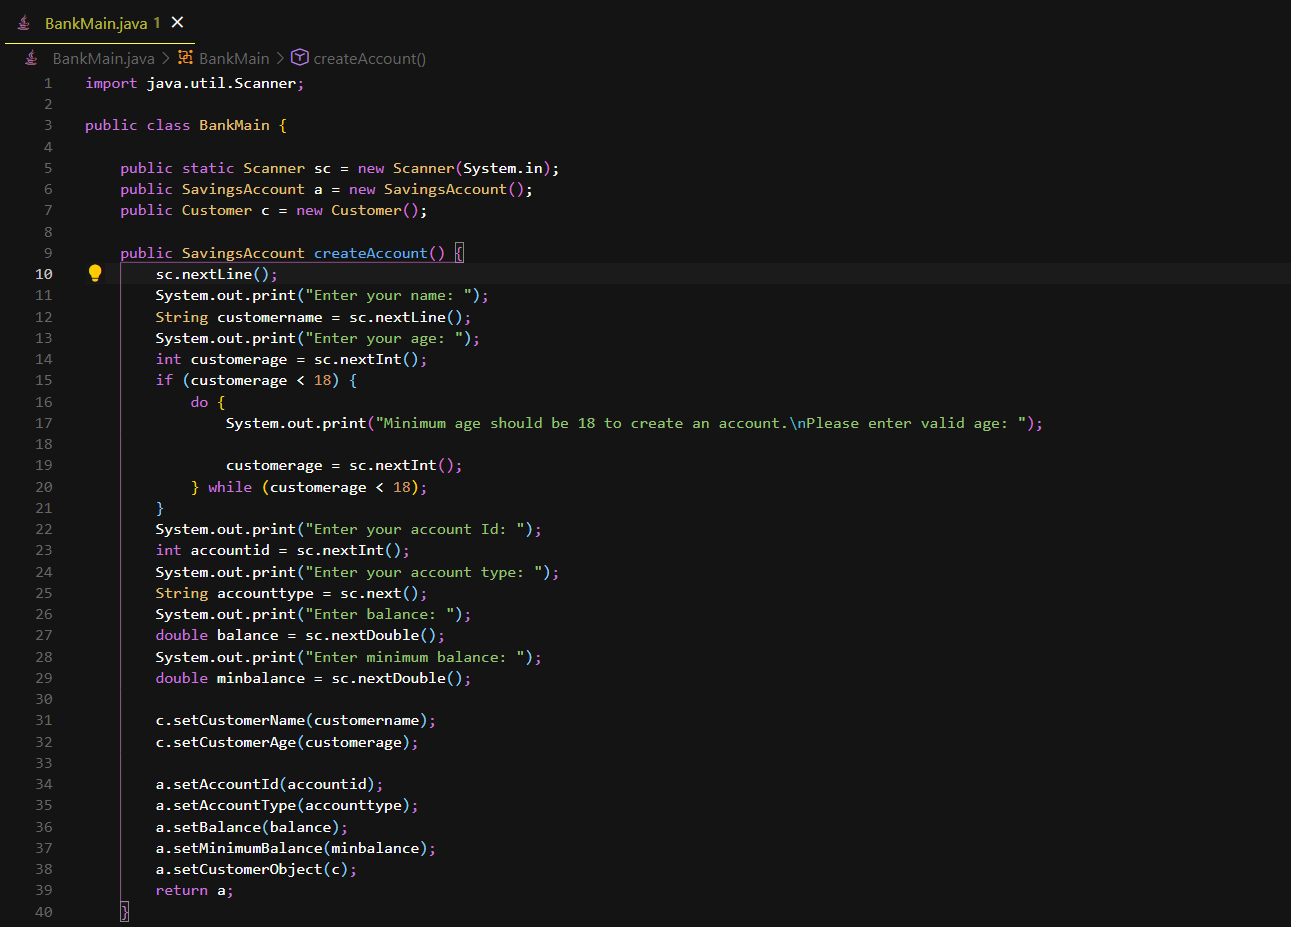 BankMain.java 1 ×
BankMain.java > BankMain > createAccount()
1 import java.util.Scanner;
2
3 public class BankMain {
4
5     public static Scanner sc = new Scanner(System.in);
6     public SavingsAccount a = new SavingsAccount();
7     public Customer c = new Customer();
8
9     public SavingsAccount createAccount() {
10         sc.nextLine();
11         System.out.print("Enter your name: ");
12         String customername = sc.nextLine();
13         System.out.print("Enter your age: ");
14         int customerage = sc.nextInt();
15         if (customerage < 18) {
16             do {
17                 System.out.print("Minimum age should be 18 to create an account.\nPlease enter valid age: ");
18
19                 customerage = sc.nextInt();
20             } while (customerage < 18);
21         }
22         System.out.print("Enter your account Id: ");
23         int accountid = sc.nextInt();
24         System.out.print("Enter your account type: ");
25         String accounttype = sc.next();
26         System.out.print("Enter balance: ");
27         double balance = sc.nextDouble();
28         System.out.print("Enter minimum balance: ");
29         double minbalance = sc.nextDouble();
30
31         c.setCustomerName(customername);
32         c.setCustomerAge(customerage);
33
34         a.setAccountId(accountid);
35         a.setAccountType(accounttype);
36         a.setBalance(balance);
37         a.setMinimumBalance(minbalance);
38         a.setCustomerObject(c);
39         return a;
40     }